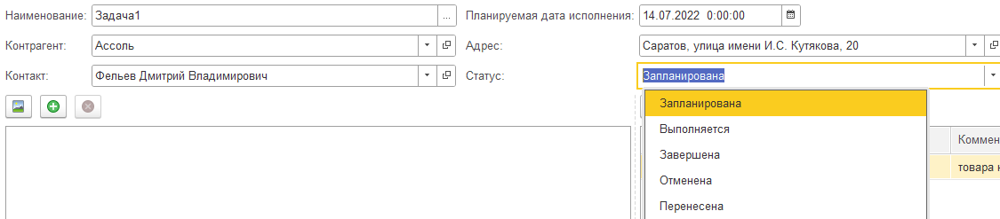 Наименование: Задача1 ... Планируемая дата исполнения: 14.07.2022 0:00:00
Контрагент: Ассоль Адрес: Саратов, улица имени И.С. Кутякова, 20
Контакт: Фельев Дмитрий Владимирович Статус: Запланирована
Запланирована
Выполняется
Коммен
Завершена
товара
Отменена
Перенесена